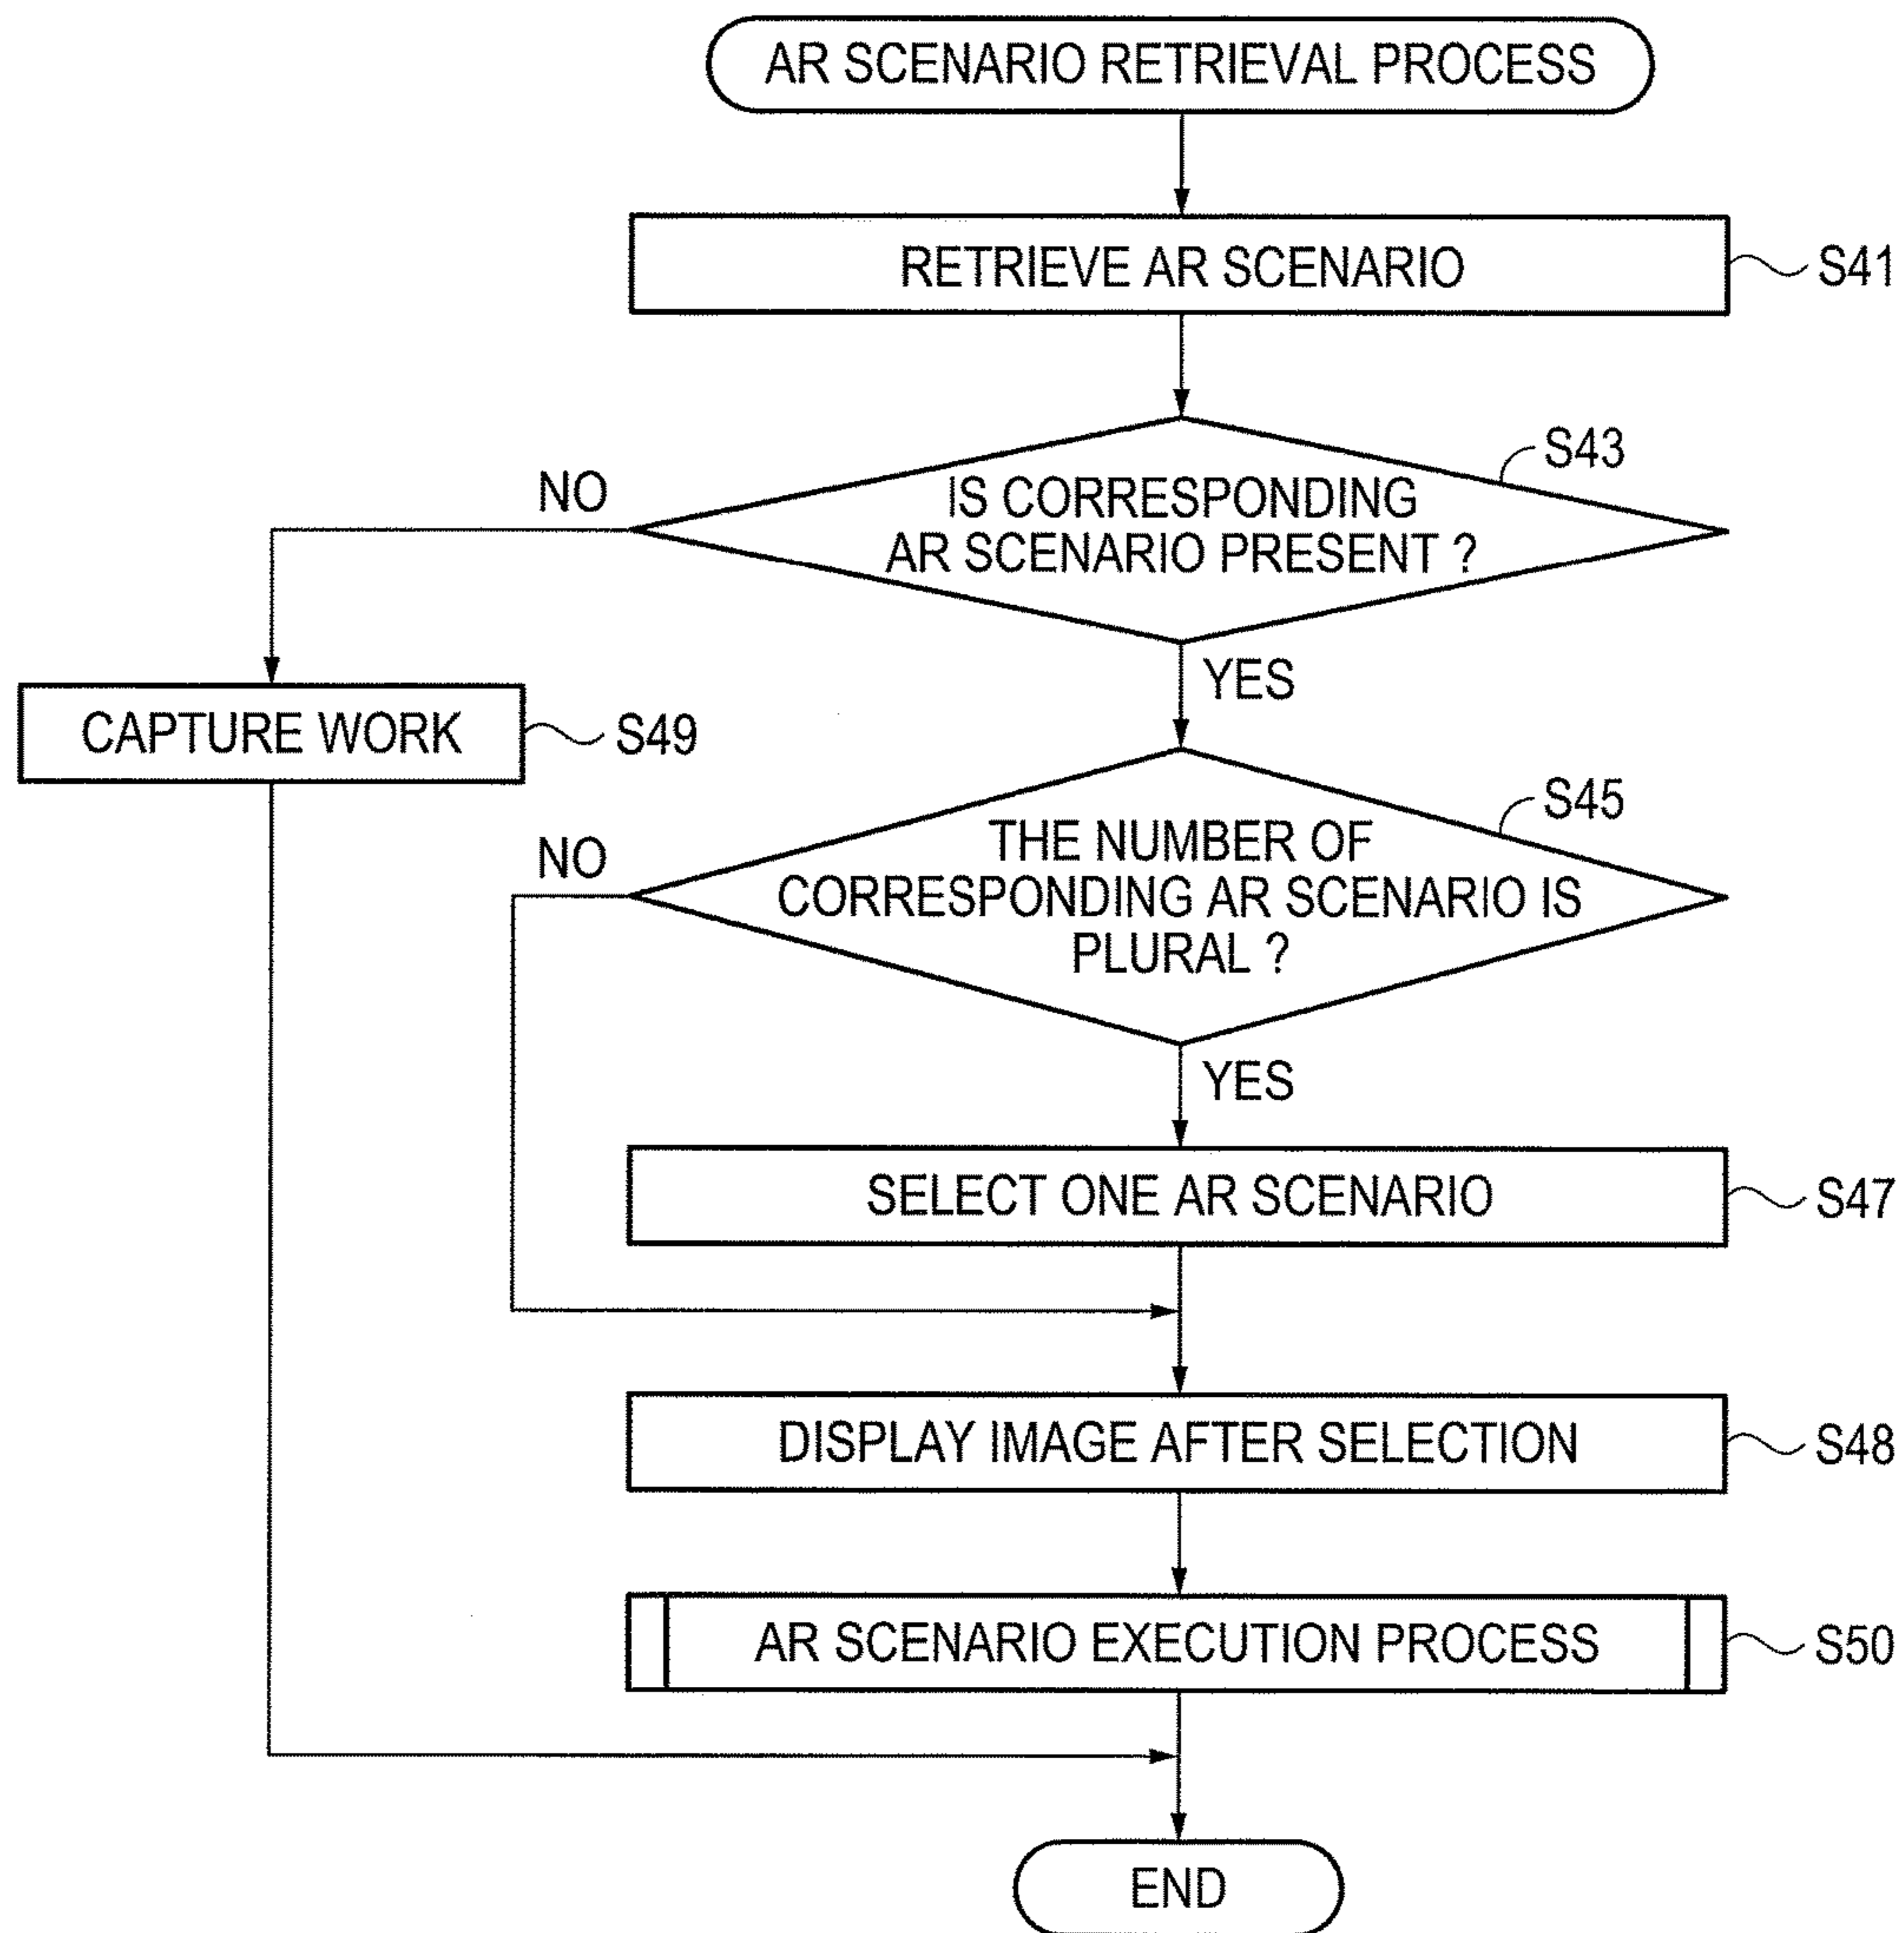 AR SCENARIO RETRIEVAL PROCESS
RETRIEVE AR SCENARIO
S41
S43
NO
IS CORRESPONDING
AR SCENARIO PRESENT ?
YES
CAPTURE WORK
S49
S45
NO
THE NUMBER OF
CORRESPONDING AR SCENARIO IS
PLURAL ?
YES
SELECT ONE AR SCENARIO
S47
DISPLAY IMAGE AFTER SELECTION
S48
AR SCENARIO EXECUTION PROCESS
S50
END